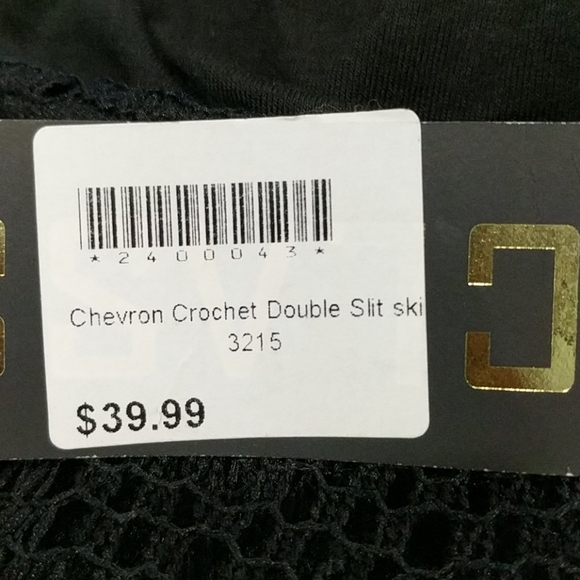 *2400043*
Chevron Crochet Double Slit ski
3215
$39.99